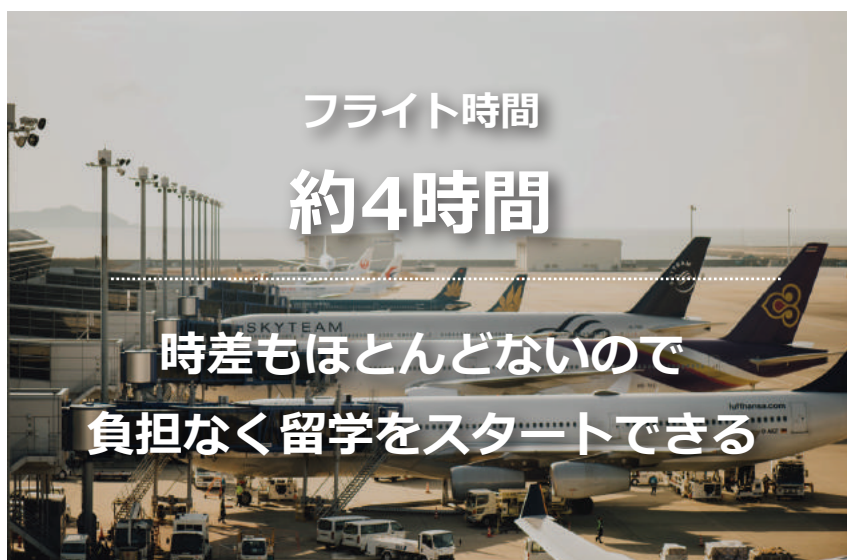 フライト時間
約4時間
SKYTEAM
時差もほとんどないので
lufthansa.com
負担なく留学をスタートできる